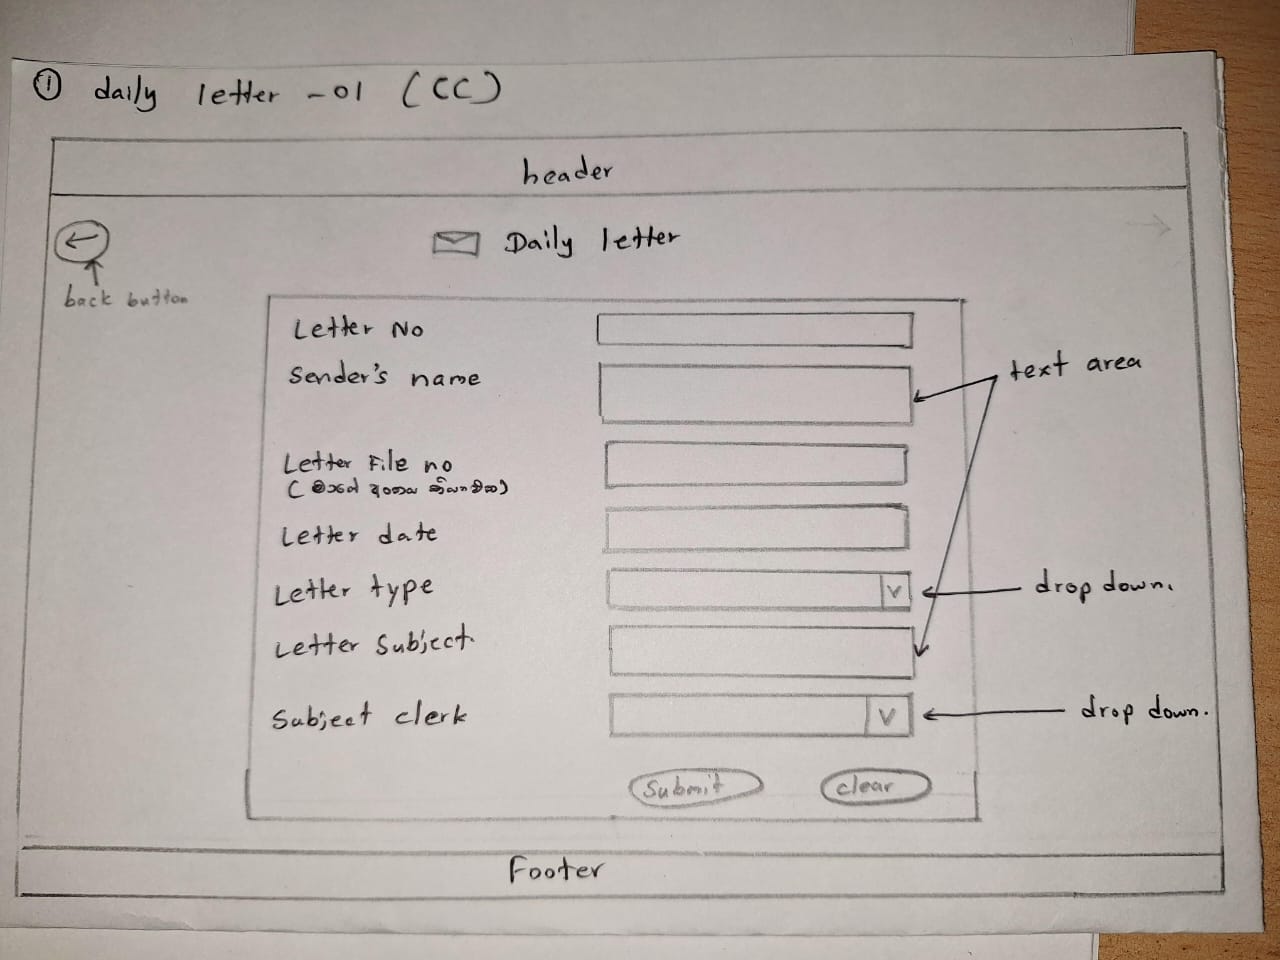 ① daily letter - 01 (CC)
header
←
Daily letter
back button
Letter No
Sender's name
text area
Letter File no
Letter date
Letter type
v
drop down.
Letter Subject.
Subject clerk
v
drop down.
Submit
clear
Footer